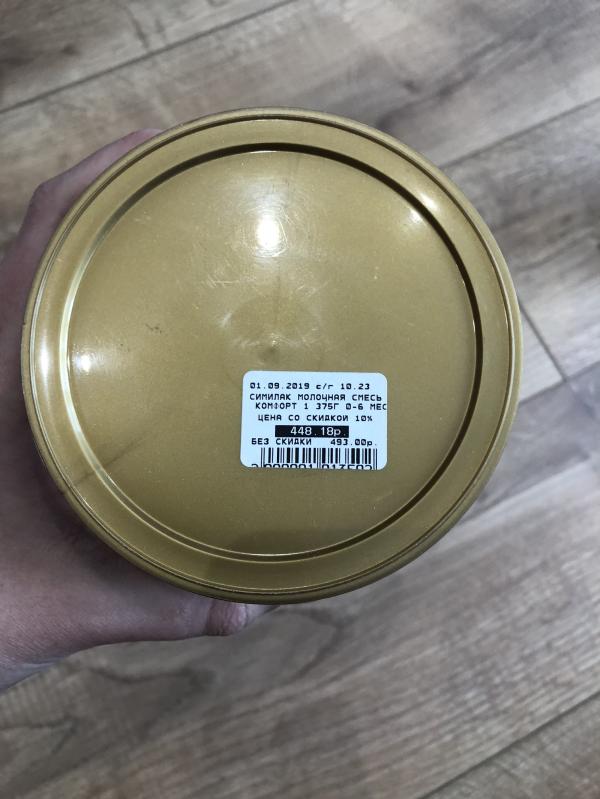 01.09.2019 с/г 10.23
СИМИЛАК МОЛОЧНАЯ СМЕСЬ
КОМФОРТ 1 375Г 0-6 МЕС
ЦЕНА СО СКИДКОЙ 10%
448.18р.
БЕЗ СКИДКИ 493.00р.